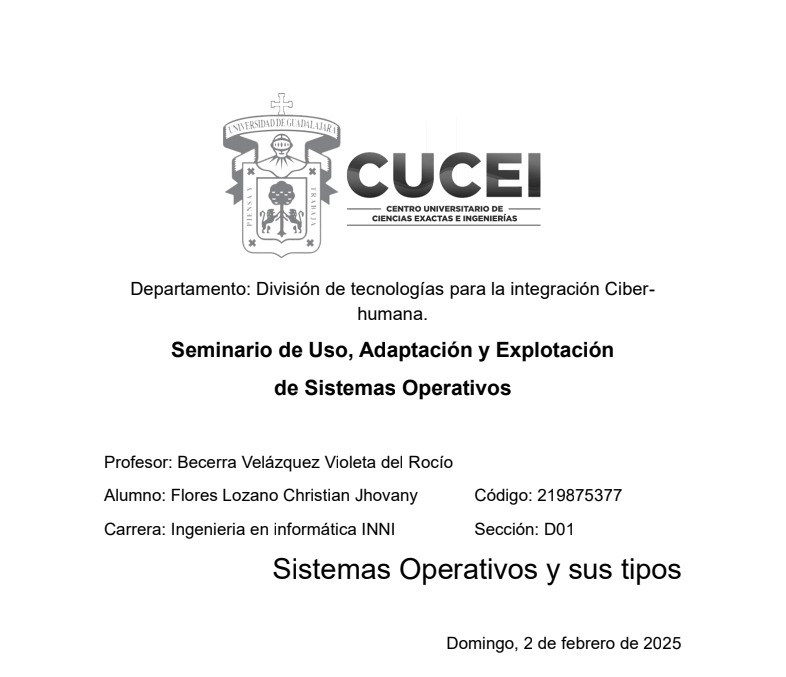 UNIVERSIDAD DE GUADALAJARA
PIENSA Y
TRABAJA
CUCEI
CENTRO UNIVERSITARIO DE
CIENCIAS EXACTAS E INGENIERÍAS
Departamento: División de tecnologías para la integración Ciber-
humana.
Seminario de Uso, Adaptación y Explotación
de Sistemas Operativos
Profesor: Becerra Velázquez Violeta del Rocío
Alumno: Flores Lozano Christian Jhovany Código: 219875377
Carrera: Ingenieria en informática INNI Sección: D01
Sistemas Operativos y sus tipos
Domingo, 2 de febrero de 2025